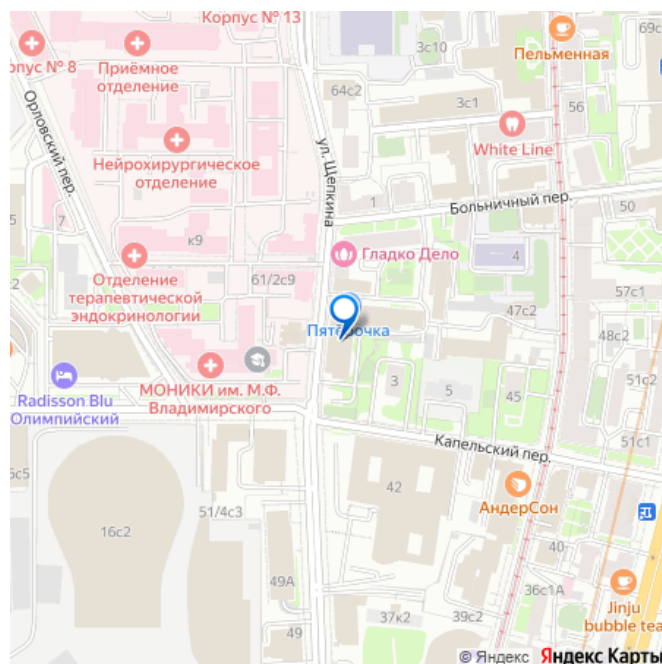 Корпус № 13
3с10
Пельменная
69с2
орпус № 8
Приёмное
отделение
64с2
3с1
56
White Line
Орловский пер.
Нейрохирургическое
отделение
ул. Щепкина
Больничный пер.
50
1
7
к9
Гладко Дело
4
Отделение
терапевтической
эндокринологии
61/2с9
57с1
47с2
48с2
Пятёрочка
МОНИКИ им. М.Ф.
Владимирского
Radisson Blu
Олимпийский
3
5
45
51с2
51с1
Капельский пер.
6с5
42
АндерСон
51/4с3
16с2
40
49А
36с1А
Jinju
bubble tea
49
37к2
39с2
© Яндекс Яндекс Карты